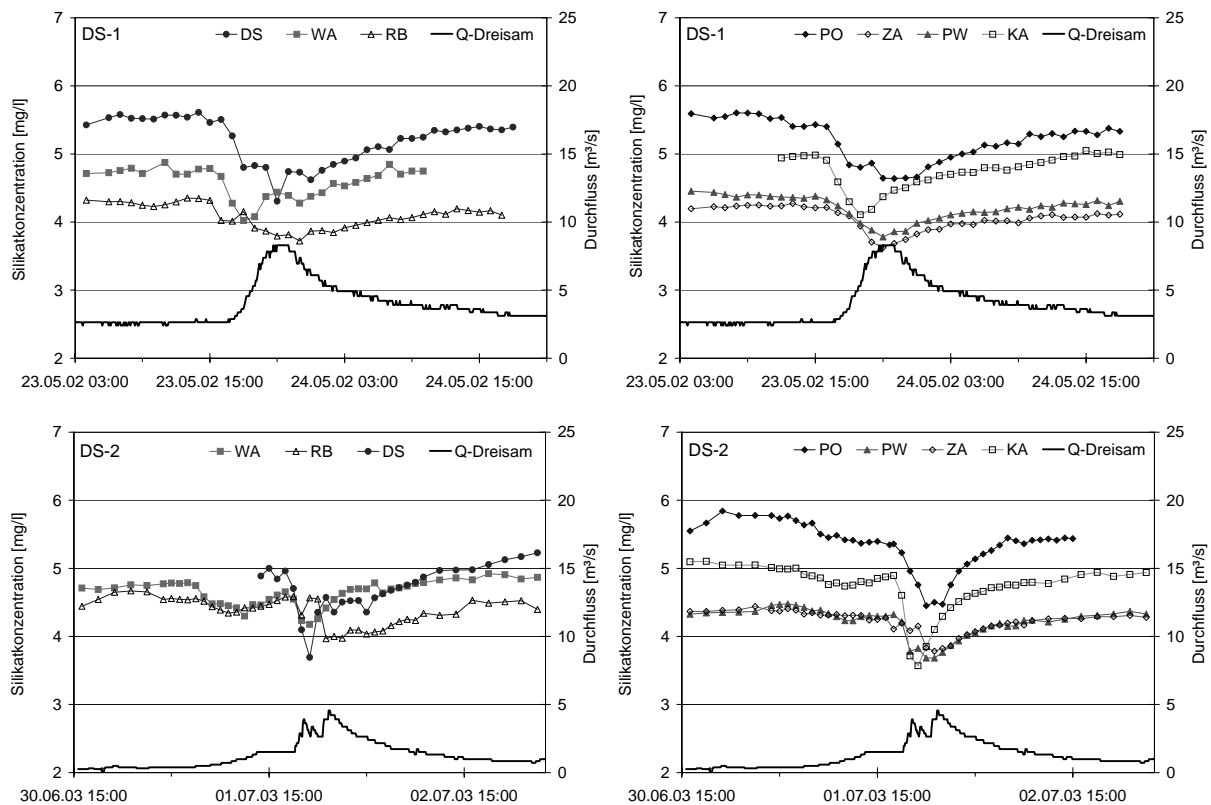 DS-1
DS WA RB Q-Dreisam
Silikatkonzentration [mg/l]
7
6
5
4
3
2
25
20
15
10
5
0
Durchfluss [m³/s]
23.05.02 03:00 23.05.02 15:00 24.05.02 03:00 24.05.02 15:00
DS-1
PO ZA PW KA Q-Dreisam
Silikatkonzentration [mg/l]
7
6
5
4
3
2
25
20
15
10
5
0
Durchfluss [m³/s]
23.05.02 03:00 23.05.02 15:00 24.05.02 03:00 24.05.02 15:00
DS-2
WA RB DS Q-Dreisam
Silikatkonzentration [mg/l]
7
6
5
4
3
2
25
20
15
10
5
0
Durchfluss [m³/s]
30.06.03 15:00 01.07.03 15:00 02.07.03 15:00
DS-2
PO PW ZA KA Q-Dreisam
Silikatkonzentration [mg/l]
7
6
5
4
3
2
25
20
15
10
5
0
Durchfluss [m³/s]
30.06.03 15:00 01.07.03 15:00 02.07.03 15:00